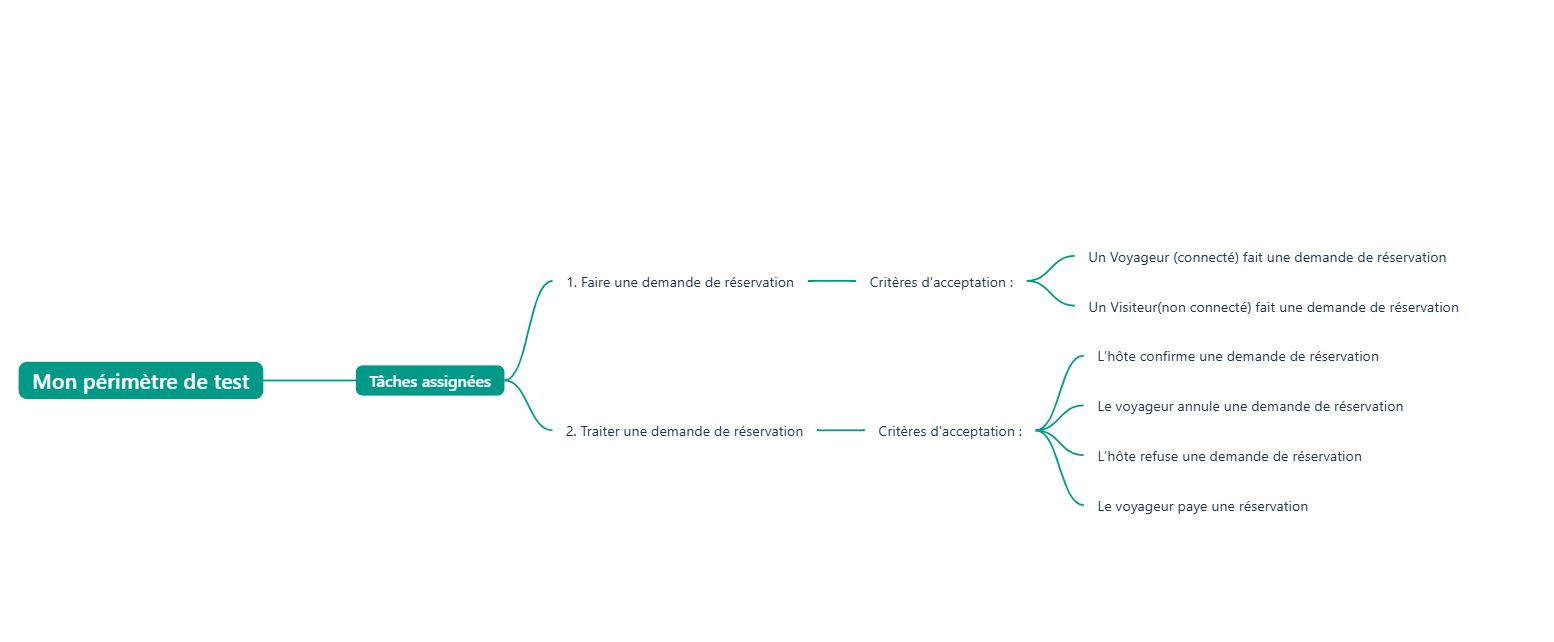 Mon périmètre de test
Tâches assignées
1. Faire une demande de réservation
Critères d'acceptation :
Un Voyageur (connecté) fait une demande de réservation
Un Visiteur(non connecté) fait une demande de réservation
2. Traiter une demande de réservation
Critères d'acceptation :
L'hôte confirme une demande de réservation
Le voyageur annule une demande de réservation
L'hôte refuse une demande de réservation
Le voyageur paye une réservation